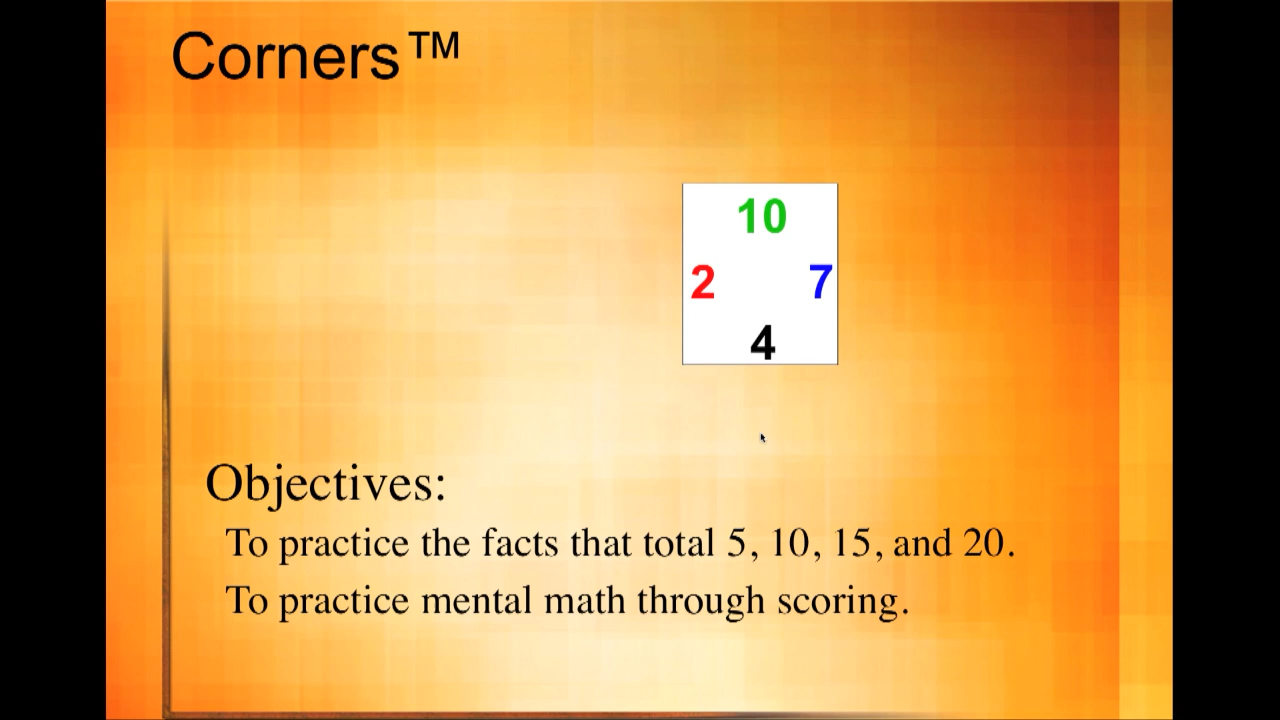 Corners™
10
2 7
4
Objectives:
To practice the facts that total 5, 10, 15, and 20.
To practice mental math through scoring.